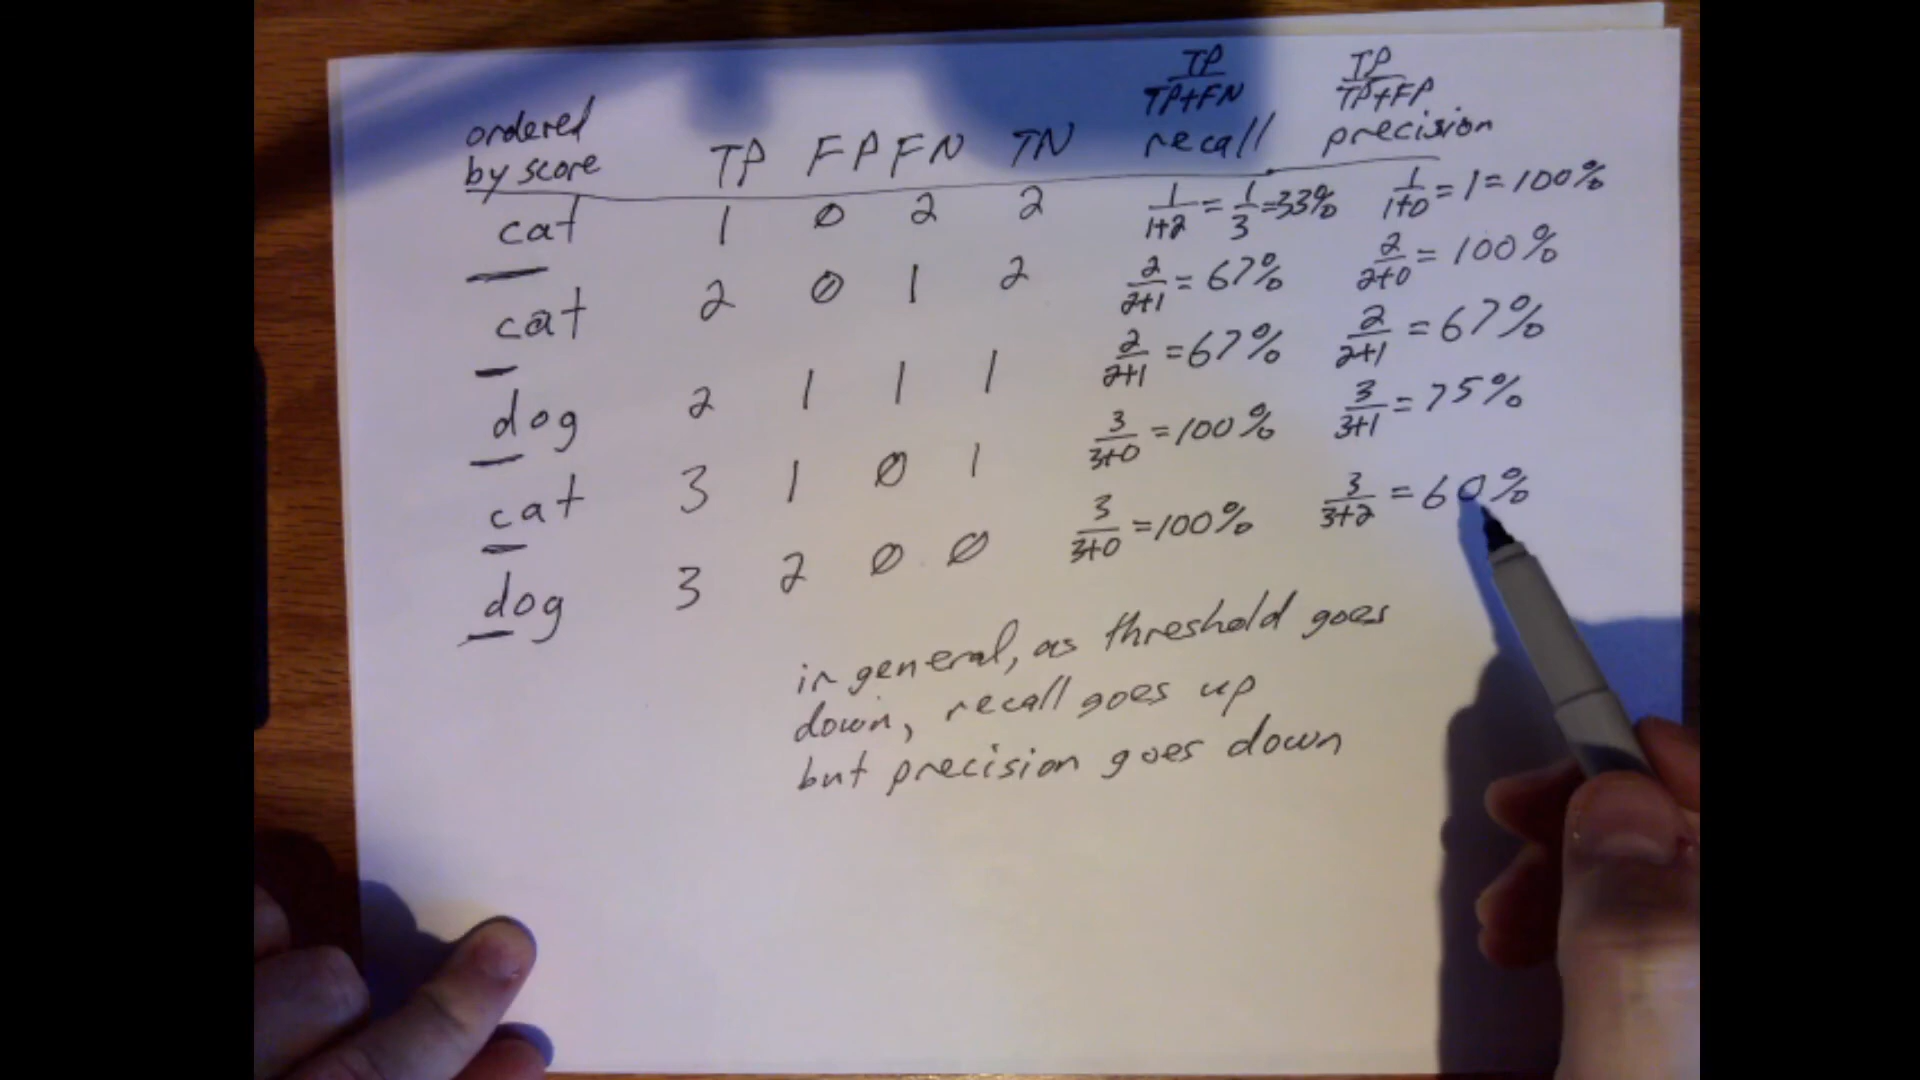 ordered
by score
TP FP FN TN
TP
TP+FN
recall
TP
TP+FP
precision
cat 1 0 2 2 1/1+2 = 1/3 = 33% 1/1+0 = 1 = 100%
cat 2 0 1 2 2/2+1 = 67% 2/2+0 = 100%
dog 2 1 1 1 2/2+1 = 67% 2/2+1 = 67%
cat 3 1 0 1 3/3+0 = 100% 3/3+1 = 75%
dog 3 2 0 0 3/3+0 = 100% 3/3+2 = 60%
in general, as threshold goes
down, recall goes up
but precision goes down